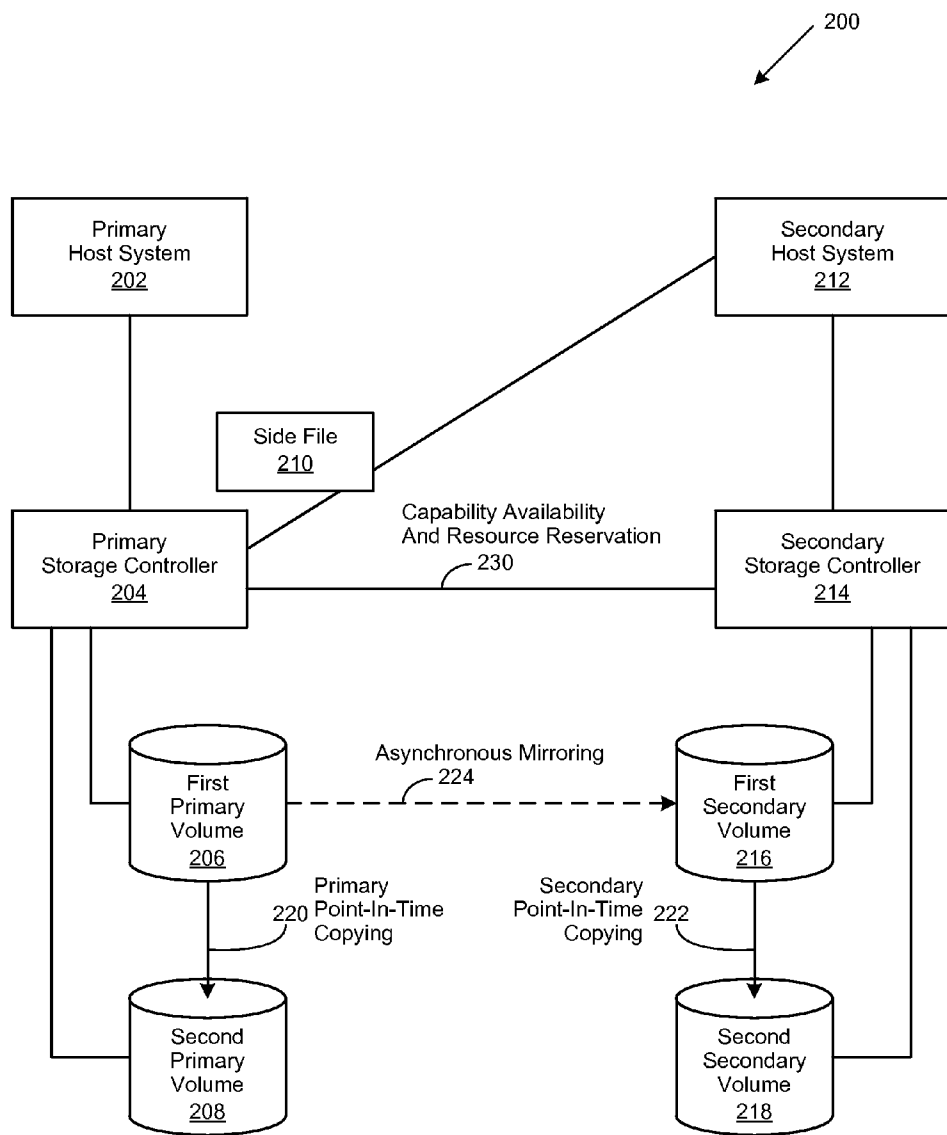 200
Primary
Host System
202
Secondary
Host System
212
Side File
210
Primary
Storage Controller
204
Capability Availability
And Resource Reservation
230
Secondary
Storage Controller
214
First
Primary
Volume
206
Asynchronous Mirroring
224
First
Secondary
Volume
216
220
Primary
Point-In-Time
Copying
Secondary
Point-In-Time
Copying
222
Second
Primary
Volume
208
Second
Secondary
Volume
218